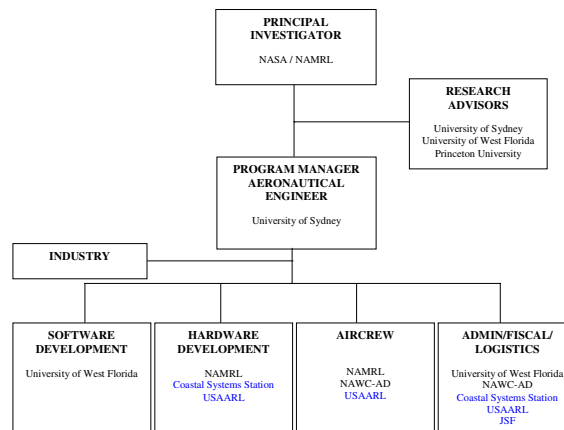 PRINCIPAL
INVESTIGATOR
NASA / NAMRL
RESEARCH
ADVISORS
University of Sydney
University of West Florida
Princeton University
PROGRAM MANAGER
AERONAUTICAL
ENGINEER
University of Sydney
INDUSTRY
SOFTWARE
DEVELOPMENT
University of West Florida
HARDWARE
DEVELOPMENT
NAMRL
Coastal Systems Station
USAARL
AIRCREW
NAMRL
NAWC-AD
USAARL
ADMIN/FISCAL/
LOGISTICS
University of West Florida
NAWC-AD
Coastal Systems Station
USAARL
JSF